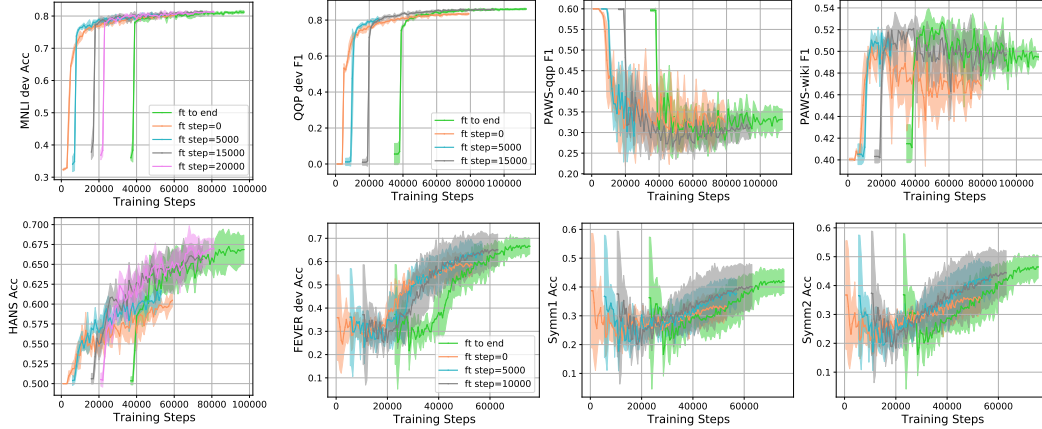 MNLI dev Acc
0.8
0.7
0.6
0.5
0.4
0.3
0 20000 40000 60000 80000 100000
Training Steps
ft to end
ft step=0
ft step=5000
ft step=15000
ft step=20000
QQP dev F1
0.8
0.6
0.4
0.2
0.0
0 20000 40000 60000 80000 100000
Training Steps
ft to end
ft step=0
ft step=5000
ft step=15000
PAWS-qqp F1
0.60
0.55
0.50
0.45
0.40
0.35
0.30
0.25
0.20
0 20000 40000 60000 80000 100000
Training Steps
PAWS-wiki F1
0.54
0.52
0.50
0.48
0.46
0.44
0.42
0.40
0 20000 40000 60000 80000 100000
Training Steps
HANS Acc
0.700
0.675
0.650
0.625
0.600
0.575
0.550
0.525
0.500
0 20000 40000 60000 80000 100000
Training Steps
FEVER dev Acc
0.7
0.6
0.5
0.4
0.3
0.2
0.1
0 20000 40000 60000
Training Steps
ft to end
ft step=0
ft step=5000
ft step=10000
Symm1 Acc
0.6
0.5
0.4
0.3
0.2
0.1
0 20000 40000 60000
Training Steps
Symm2 Acc
0.6
0.5
0.4
0.3
0.2
0.1
0 20000 40000 60000
Training Steps